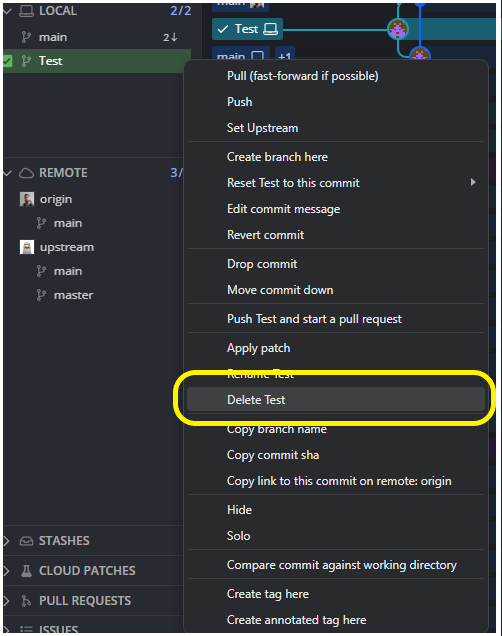 LOCAL 2/2
main 2↓
Test
REMOTE 3/
origin
main
upstream
main
master
STASHES
CLOUD PATCHES
PULL REQUESTS
ISSUES
main
Test
main +1
Pull (fast-forward if possible)
Push
Set Upstream
Create branch here
Reset Test to this commit
Edit commit message
Revert commit
Drop commit
Move commit down
Push Test and start a pull request
Apply patch
Rename Test
Delete Test
Copy branch name
Copy commit sha
Copy link to this commit on remote: origin
Hide
Solo
Compare commit against working directory
Create tag here
Create annotated tag here